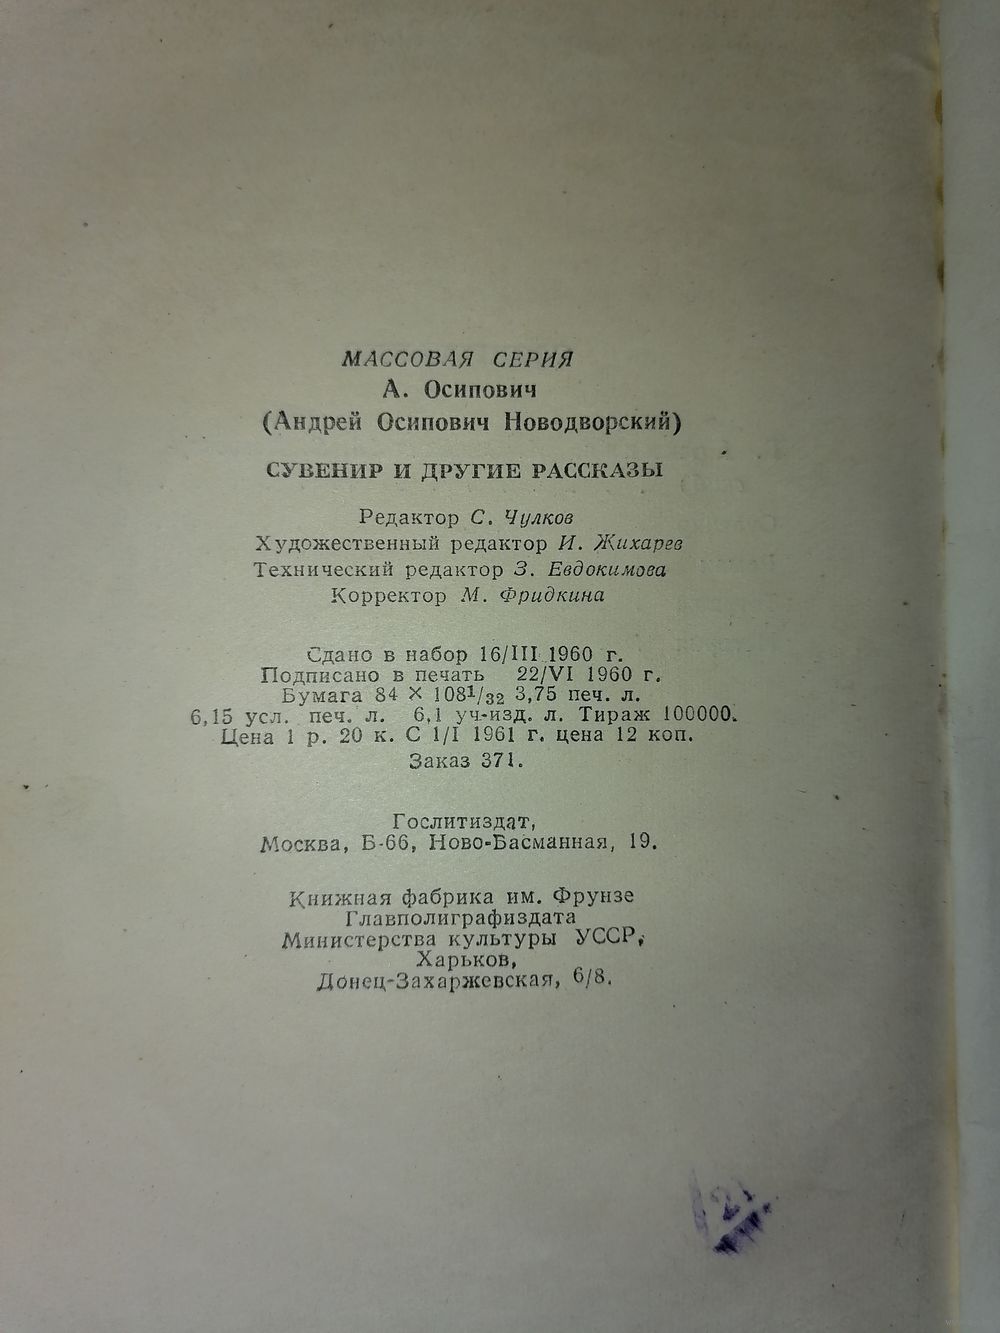 МАССОВАЯ СЕРИЯ
А. Осипович
(Андрей Осипович Новодворский)
СУВЕНИР И ДРУГИЕ РАССКАЗЫ
Редактор С. Чулков
Художественный редактор И. Жихарев
Технический редактор З. Евдокимова
Корректор М. Фридкина
Сдано в набор 16/III 1960 г.
Подписано в печать 22/VI 1960 г.
Бумага 84 × 108¹/₃₂ 3,75 печ. л.
6,15 усл. печ. л. 6,1 уч-изд. л. Тираж 100000.
Цена 1 р. 20 к. С 1/I 1961 г. цена 12 коп.
Заказ 371.
Гослитиздат,
Москва, Б-66, Ново-Басманная, 19.
Книжная фабрика им. Фрунзе
Главполиграфиздата
Министерства культуры УССР,
Харьков,
Донец-Захаржевская, 6/8.